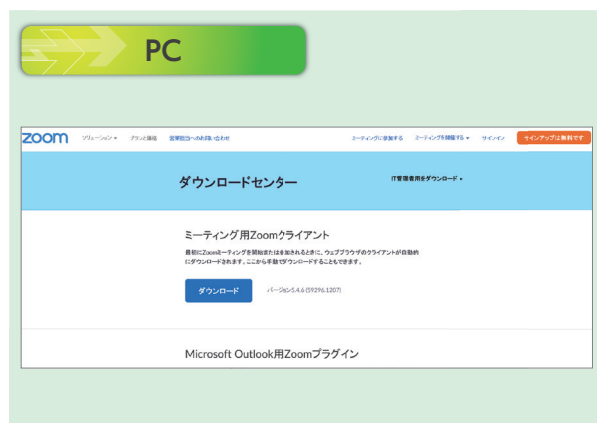 PC
zoom ソリューション プランと価格 営業担当へのお問い合わせ ミーティングに参加する ミーティングを開催する サインイン サインアップは無料です
ダウンロードセンター IT管理者用をダウンロード
ミーティング用Zoomクライアント
最初にZoomミーティングを開始または参加されるときに、ウェブブラウザのクライアントが自動的
にダウンロードされます。ここから手動でダウンロードすることもできます。
ダウンロード バージョン5.4.6 (59296.1207)
Microsoft Outlook用Zoomプラグイン